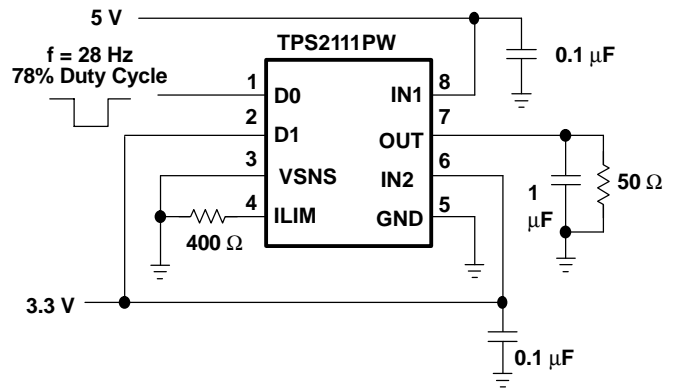 5 V
TPS2111PW
f = 28 Hz
78% Duty Cycle
0.1 μF
1
D0
IN1
8
2
D1
OUT
7
3
VSNS
IN2
6
4
ILIM
GND
5
400 Ω
1
μF
50 Ω
3.3 V
0.1 μF